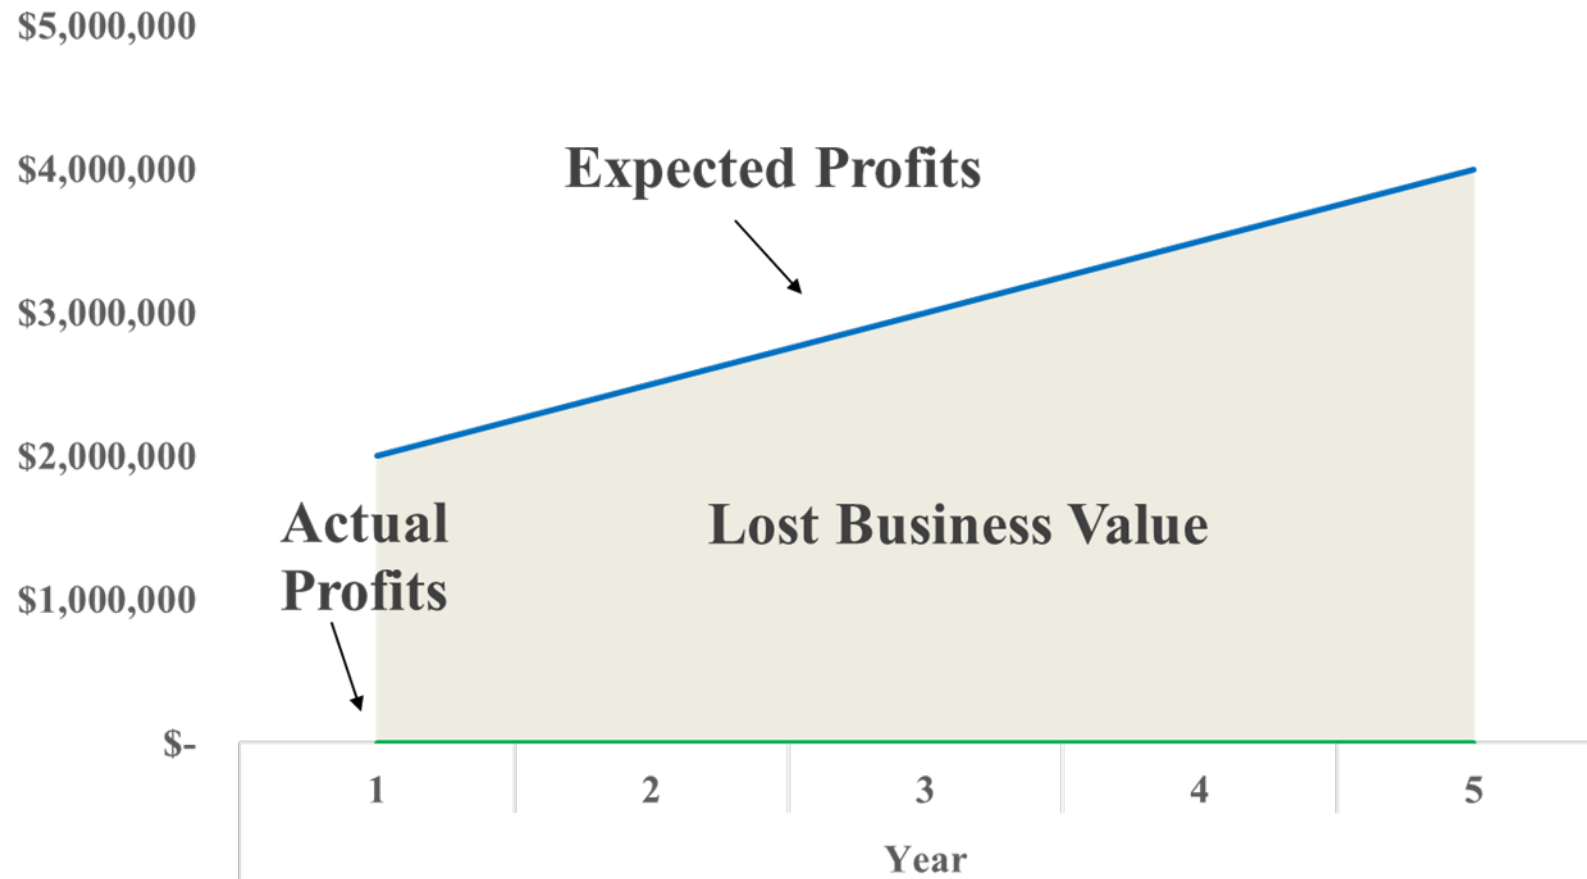 $5,000,000
$4,000,000
Expected Profits
$3,000,000
$2,000,000
Actual
Profits
Lost Business Value
$1,000,000
$-
1 2 3 4 5
Year